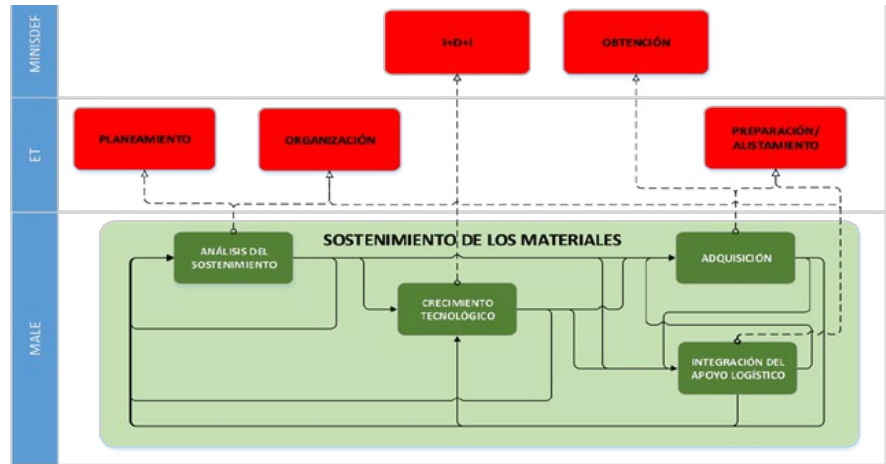 MINISDEF
I+D+i
OBTENCIÓN
ET
PLANEAMIENTO
ORGANIZACIÓN
PREPARACIÓN/
ALISTAMIENTO
MALE
SOSTENIMIENTO DE LOS MATERIALES
ANÁLISIS DEL
SOSTENIMIENTO
ADQUISICIÓN
CRECIMIENTO
TECNOLÓGICO
INTEGRACIÓN DEL
APOYO LOGÍSTICO